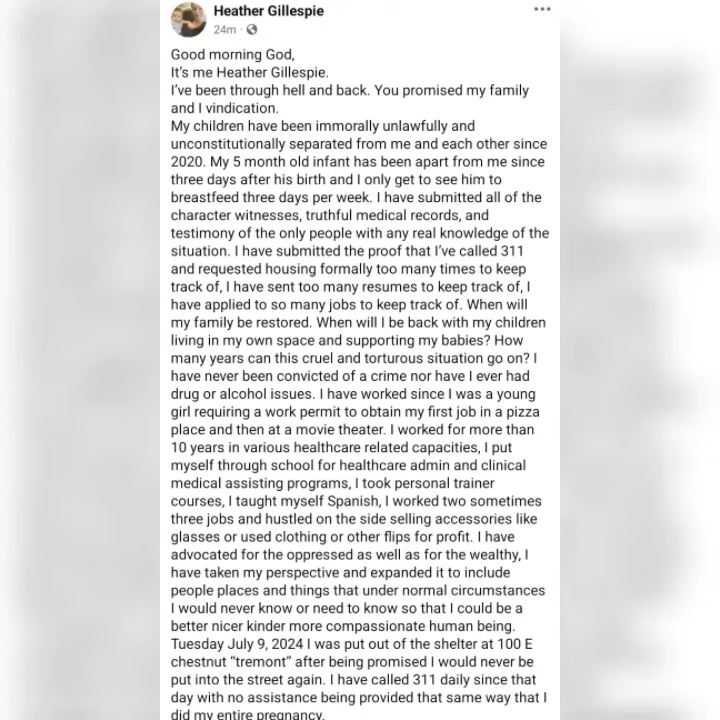 Heather Gillespie
24m ·
Good morning God,
It's me Heather Gillespie.
I've been through hell and back. You promised my family
and I vindication.
My children have been immorally unlawfully and
unconstitutionally separated from me and each other since
2020. My 5 month old infant has been apart from me since
three days after his birth and I only get to see him to
breastfeed three days per week. I have submitted all of the
character witnesses, truthful medical records, and
testimony of the only people with any real knowledge of the
situation. I have submitted the proof that I've called 311
and requested housing formally too many times to keep
track of, I have sent too many resumes to keep track of, I
have applied to so many jobs to keep track of. When will
my family be restored. When will I be back with my children
living in my own space and supporting my babies? How
many years can this cruel and torturous situation go on? I
have never been convicted of a crime nor have I ever had
drug or alcohol issues. I have worked since I was a young
girl requiring a work permit to obtain my first job in a pizza
place and then at a movie theater. I worked for more than
10 years in various healthcare related capacities, I put
myself through school for healthcare admin and clinical
medical assisting programs, I took personal trainer
courses, I taught myself Spanish, I worked two sometimes
three jobs and hustled on the side selling accessories like
glasses or used clothing or other flips for profit. I have
advocated for the oppressed as well as for the wealthy, I
have taken my perspective and expanded it to include
people places and things that under normal circumstances
I would never know or need to know so that I could be a
better nicer kinder more compassionate human being.
Tuesday July 9, 2024 I was put out of the shelter at 100 E
chestnut “tremont” after being promised I would never be
put into the street again. I have called 311 daily since that
day with no assistance being provided that same way that I
did my entire pregnancy.